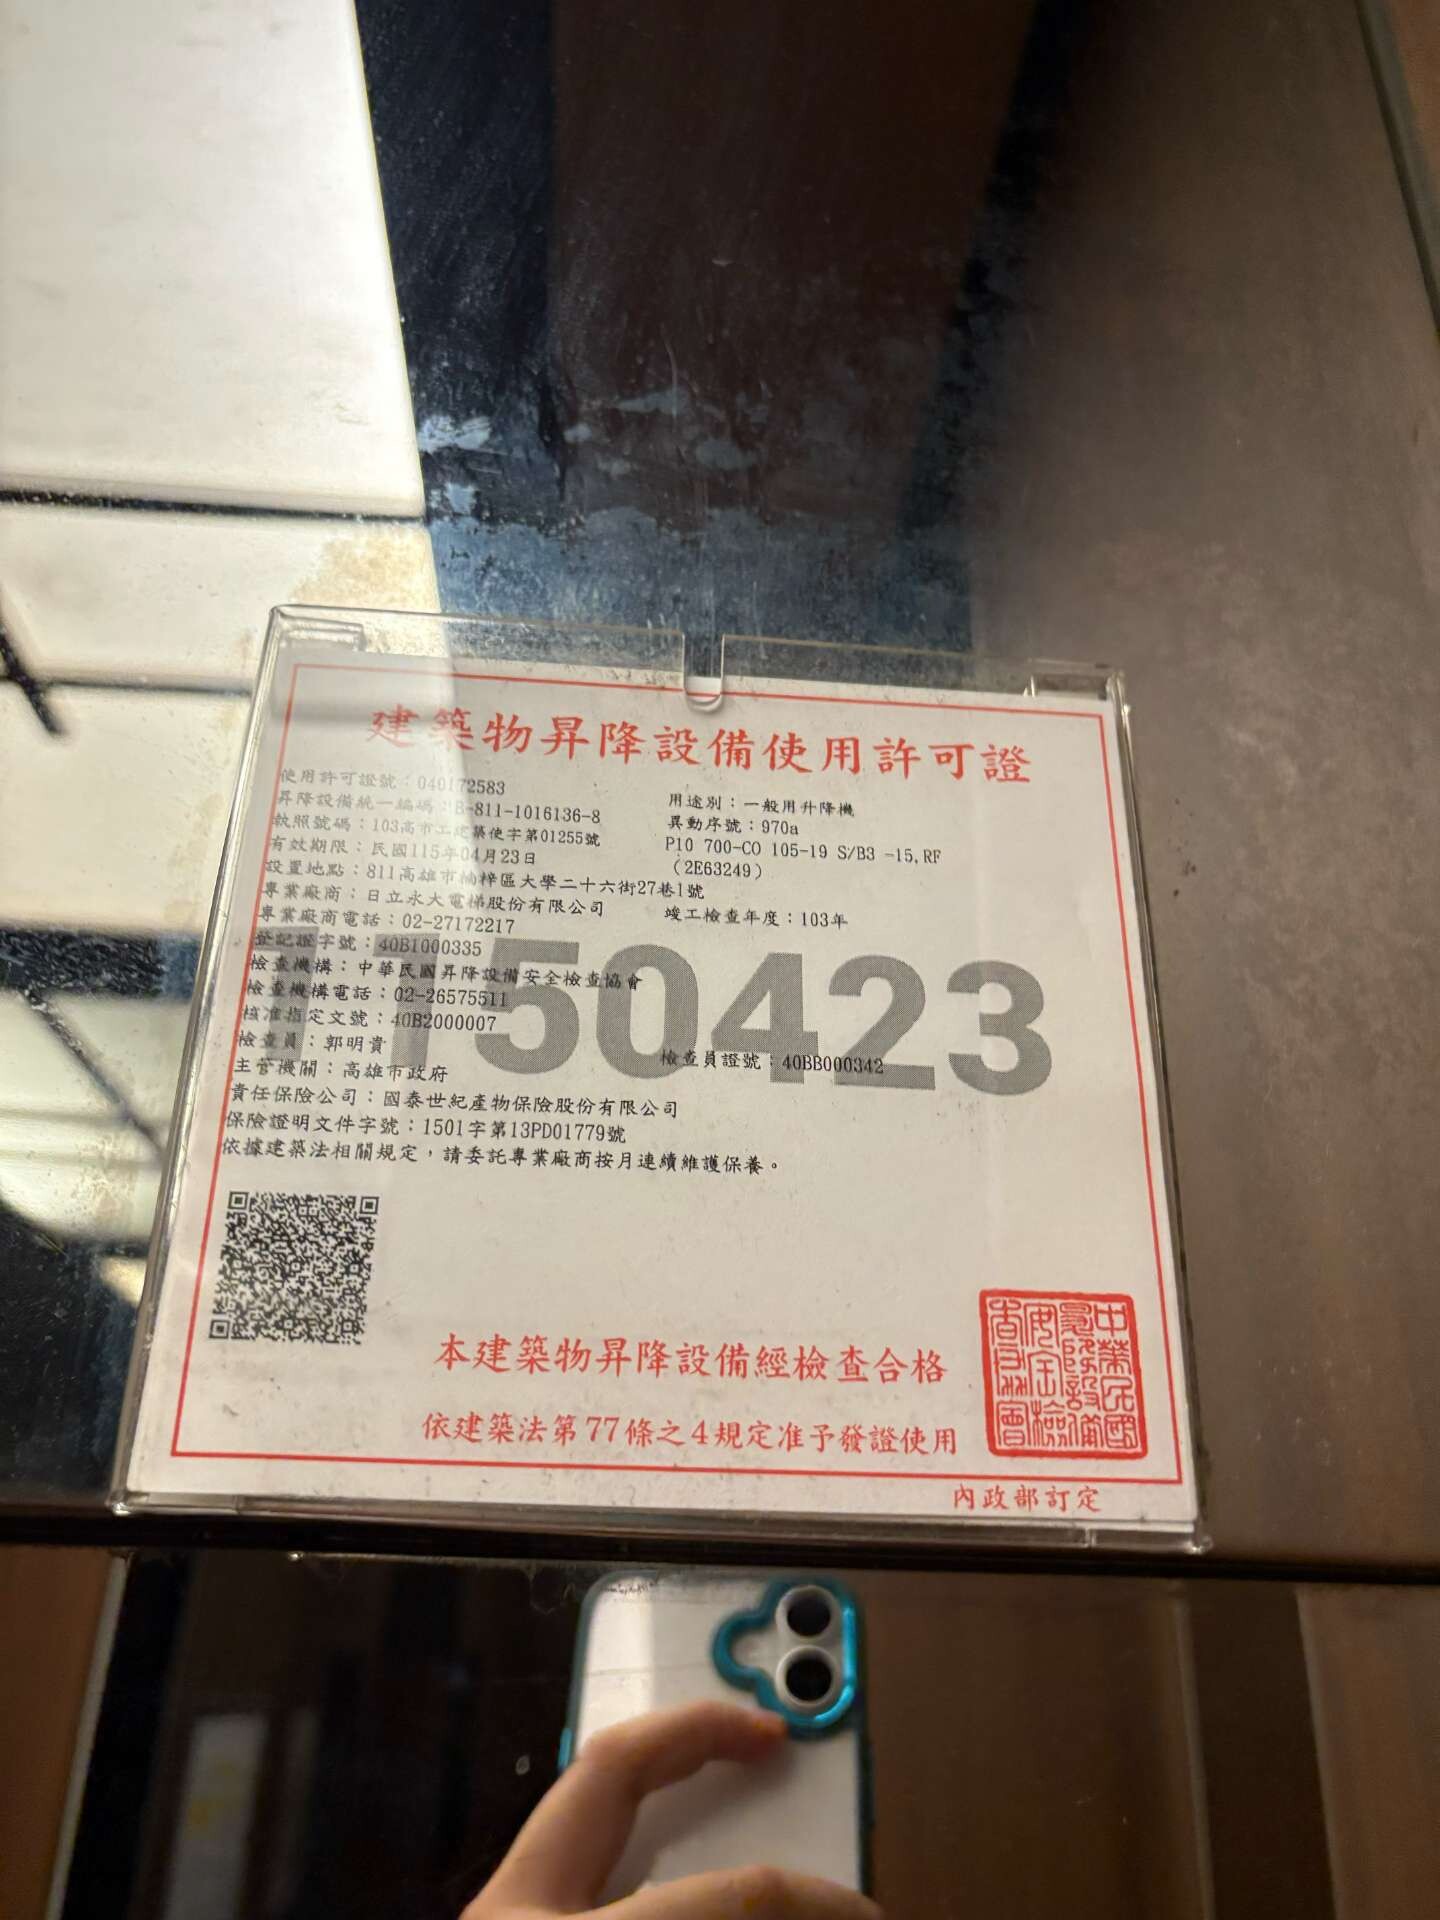 建築物昇降設備使用許可證
使用許可證號：040172583
昇降設備統一編碼：B-811-1016136-8
用途別：一般用升降機
執照號碼：103高市工建築使字第01255號
異動序號：970a
有效期限：民國115年04月23日
P10 700-CO 105-19 S/B3 -15,RF
(2E63249)
設置地點：811高雄市楠梓區大學二十六街27巷1號
專業廠商：日立永大電梯股份有限公司
竣工檢查年度：103年
專業廠商電話：02-27172217
登記證字號：40B1000335
檢查機構：中華民國昇降設備安全檢查協會
檢查機構電話：02-26575511
核准指定文號：40B2000007
檢查員：郭明貴
檢查員證號：40BB000342
主管機關：高雄市政府
責任保險公司：國泰世紀產物保險股份有限公司
保險證明文件字號：1501字第13PD01779號
依據建築法相關規定，請委託專業廠商按月連續維護保養。
1150423
本建築物昇降設備經檢查合格
依建築法第77條之4規定准予發證使用
中華民國昇降設備安全檢查協會
內政部訂定